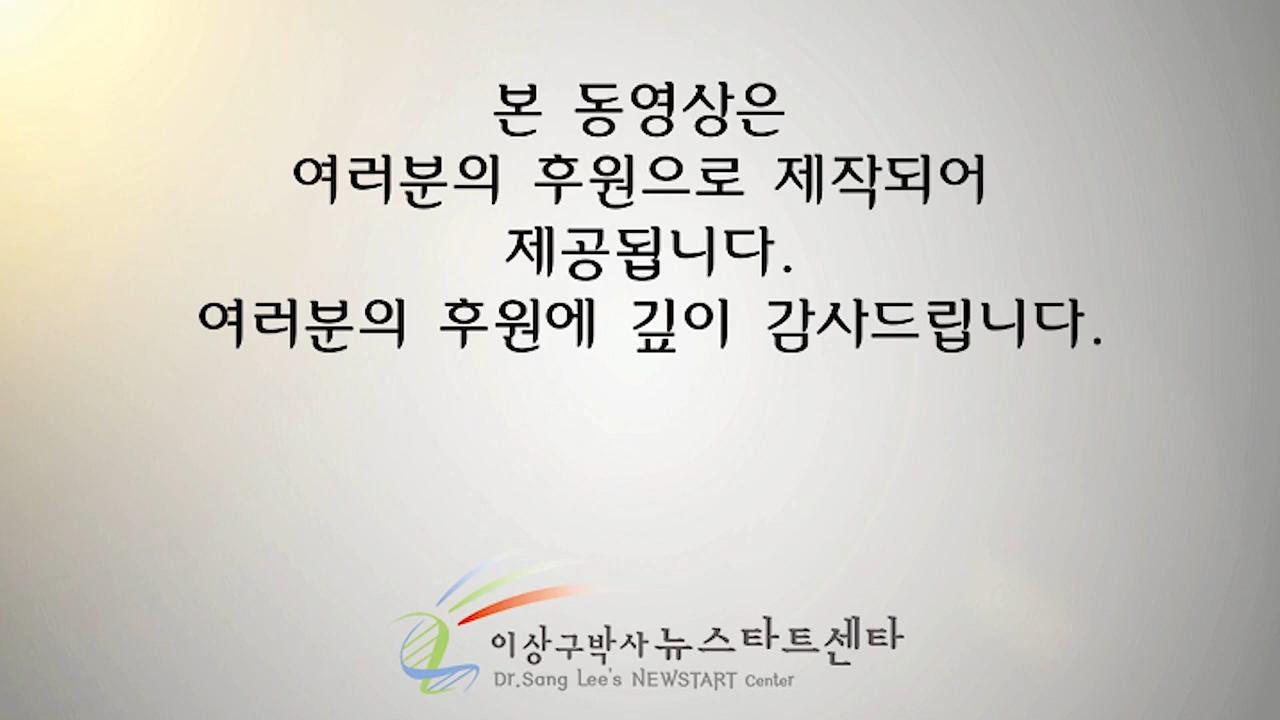 본 동영상은
여러분의 후원으로 제작되어
제공됩니다.
여러분의 후원에 깊이 감사드립니다.
이상구박사 뉴스타트센타
Dr.Sang Lee's NEWSTART Center